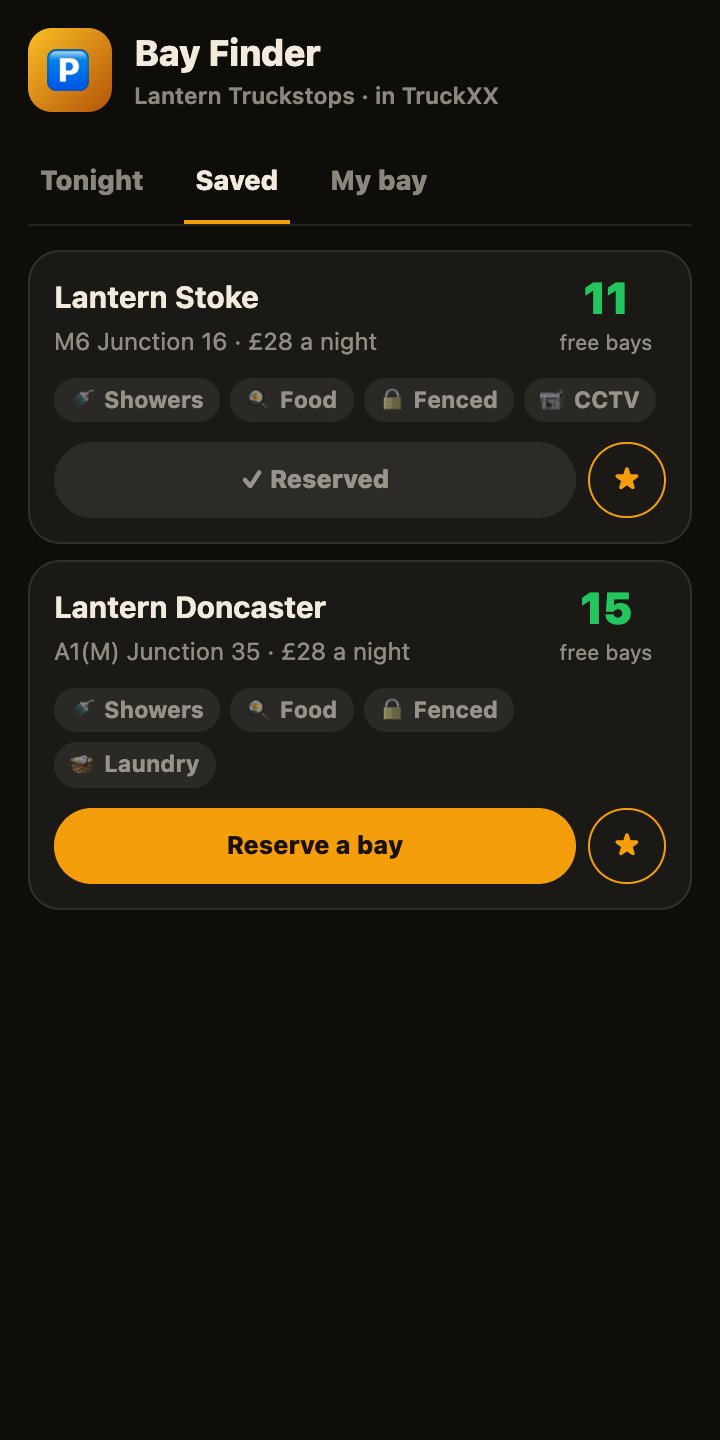 P
Bay Finder
Lantern Truckstops · in TruckXX
Tonight Saved My bay
Lantern Stoke
11
M6 Junction 16 · £28 a night
free bays
Showers Food Fenced CCTV
✓ Reserved
★
Lantern Doncaster
15
A1(M) Junction 35 · £28 a night
free bays
Showers Food Fenced
Laundry
Reserve a bay
★